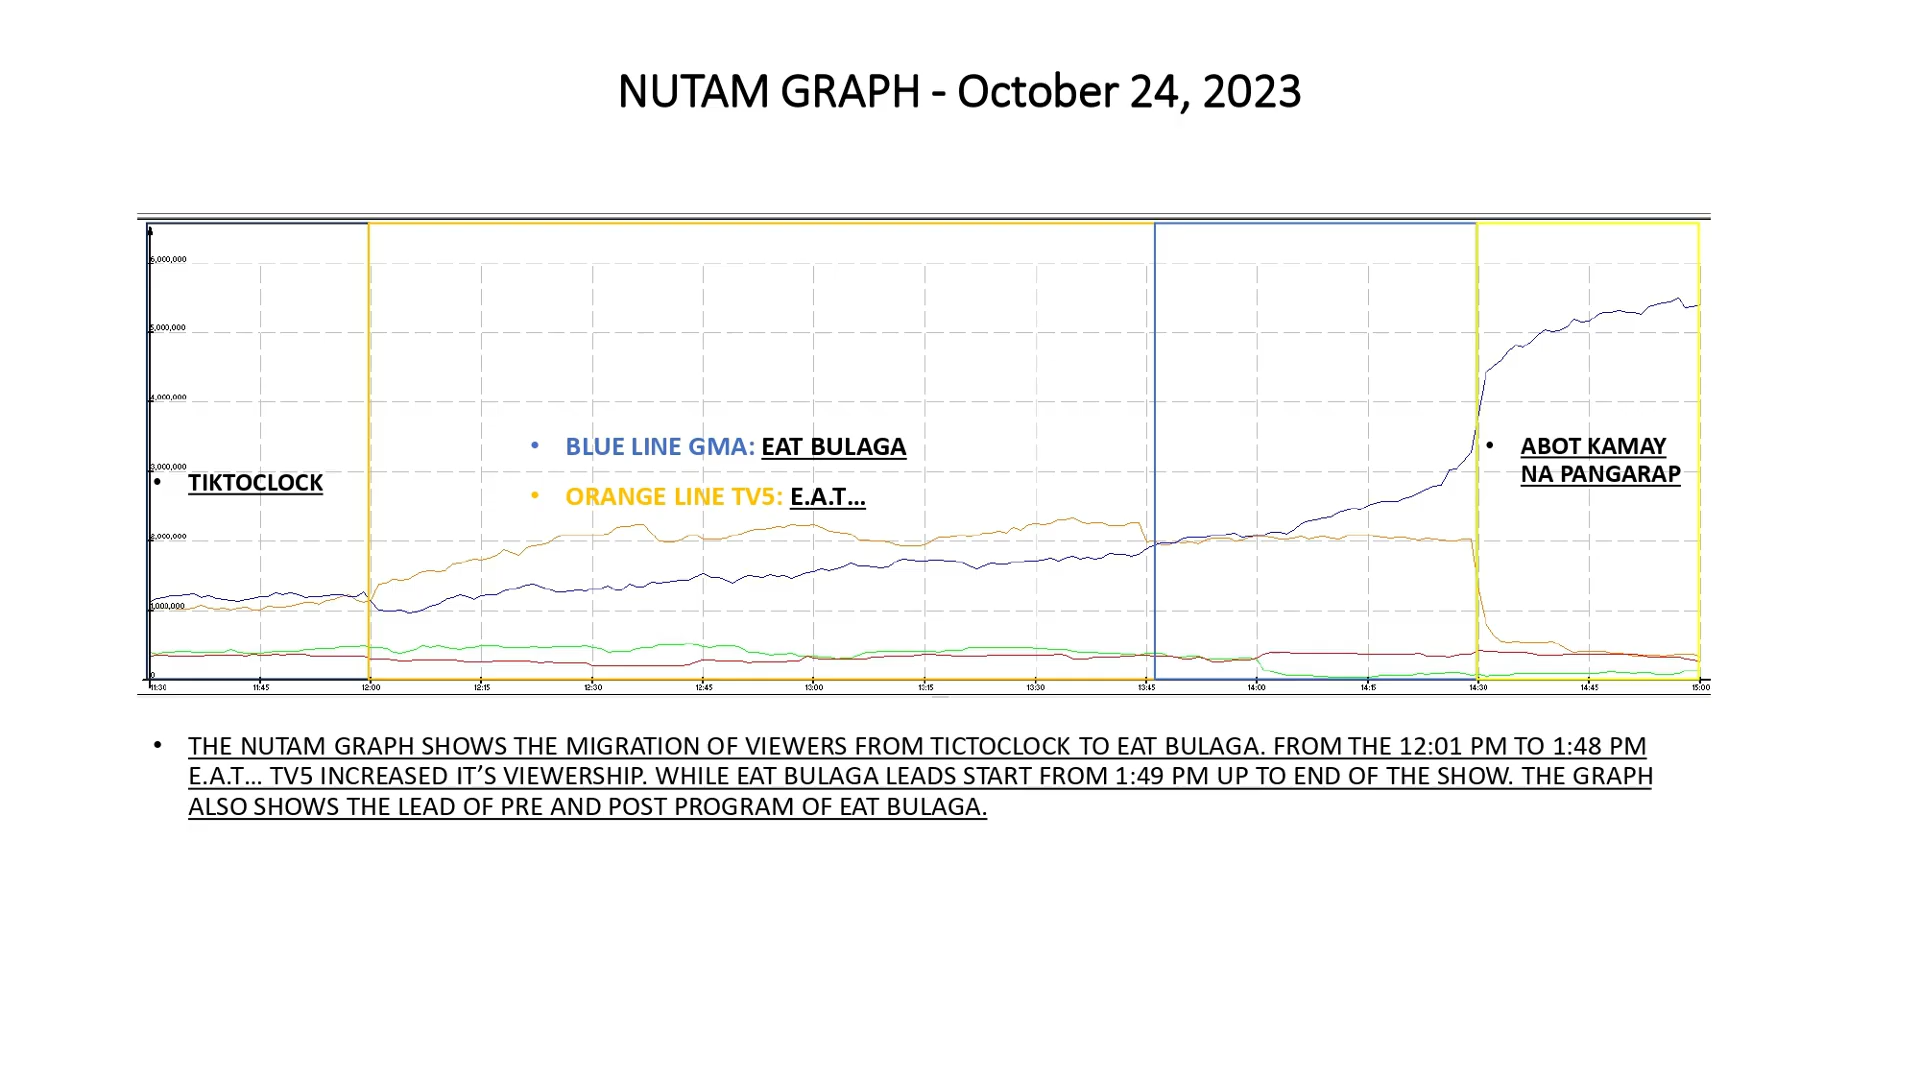 NUTAM GRAPH - October 24, 2023
6,000,000
5,000,000
4,000,000
• BLUE LINE GMA: EAT BULAGA
• ABOT KAMAY
NA PANGARAP
3,000,000
• TIKTOCLOCK
• ORANGE LINE TV5: E.A.T…
2,000,000
1,000,000
0
11:30 11:45 12:00 12:15 12:30 12:45 13:00 13:15 13:30 13:45 14:00 14:15 14:30 14:45 15:00
• THE NUTAM GRAPH SHOWS THE MIGRATION OF VIEWERS FROM TICTOCLOCK TO EAT BULAGA. FROM THE 12:01 PM TO 1:48 PM
E.A.T… TV5 INCREASED IT’S VIEWERSHIP. WHILE EAT BULAGA LEADS START FROM 1:49 PM UP TO END OF THE SHOW. THE GRAPH
ALSO SHOWS THE LEAD OF PRE AND POST PROGRAM OF EAT BULAGA.